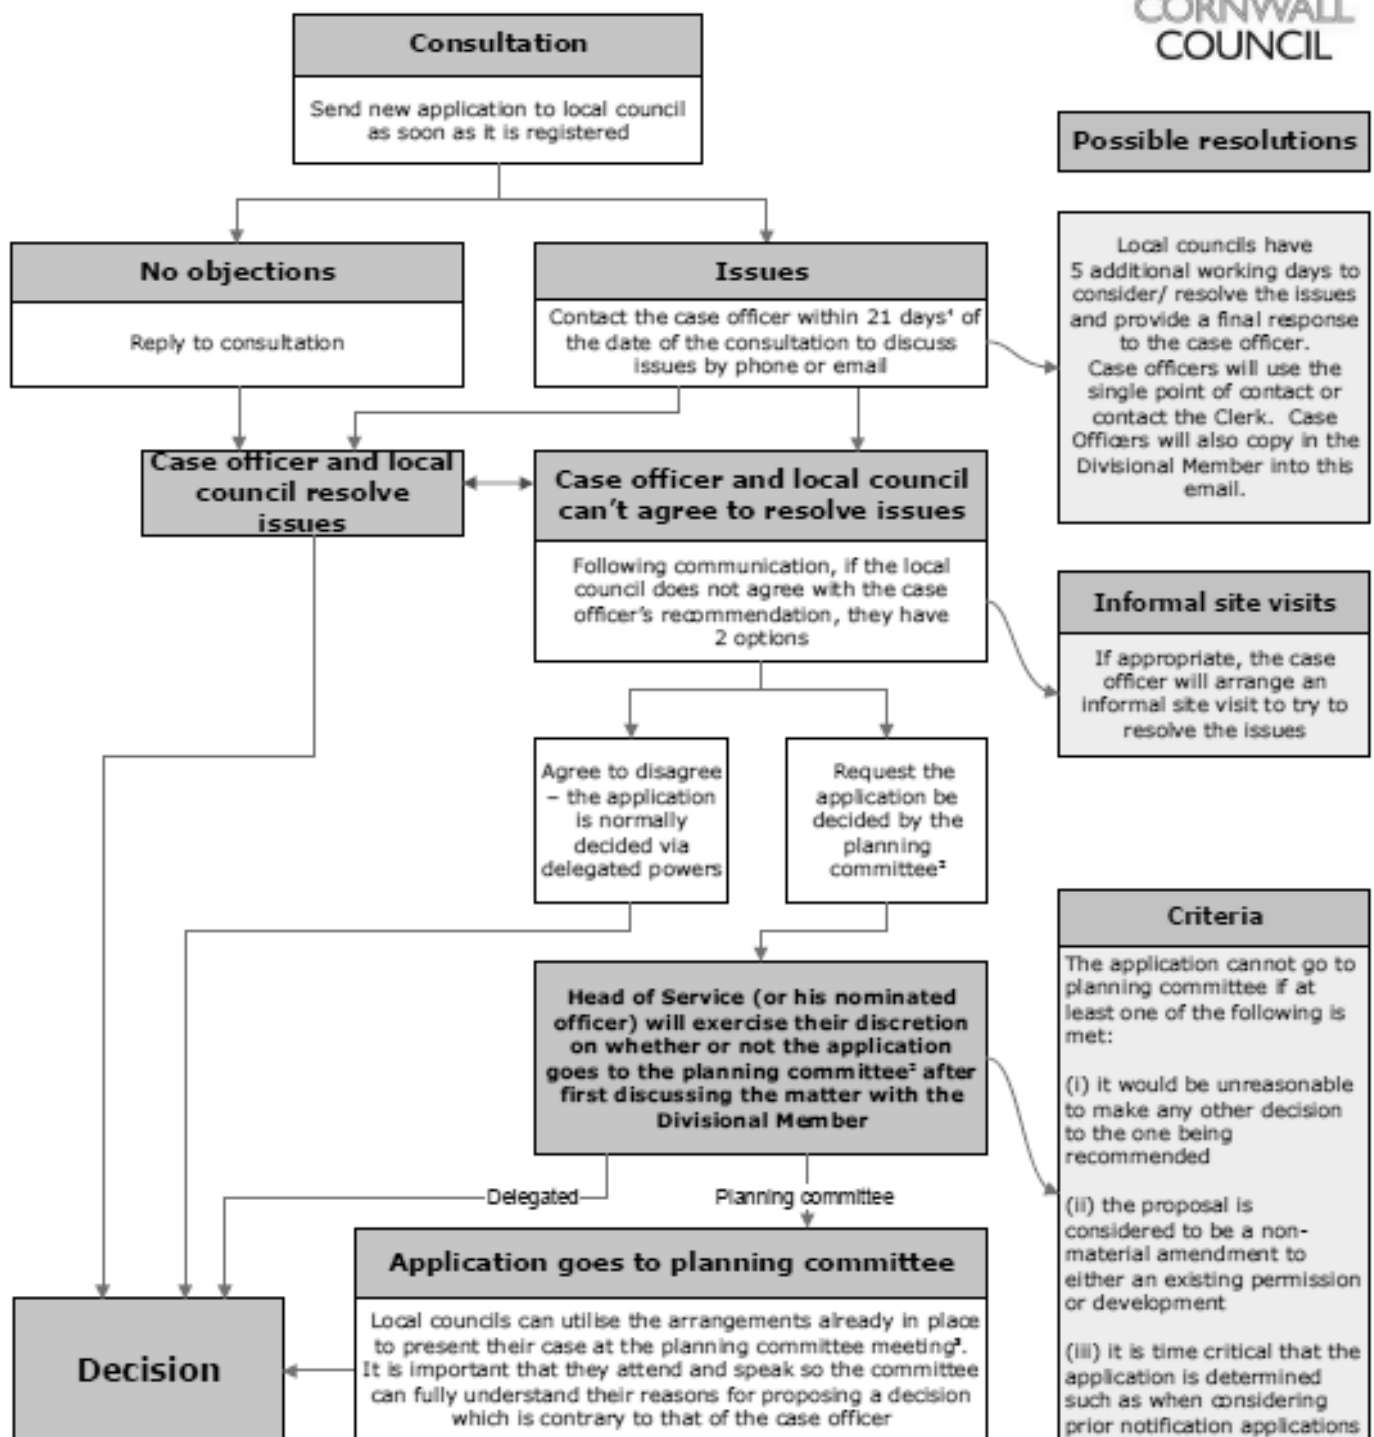 CORNWALL
COUNCIL
Consultation
Send new application to local council
as soon as it is registered
Possible resolutions
No objections
Reply to consultation
Issues
Contact the case officer within 21 days¹ of
the date of the consultation to discuss
issues by phone or email
Local councils have
5 additional working days to
consider/ resolve the issues
and provide a final response
to the case officer.
Case officers will use the
single point of contact or
contact the Clerk. Case
Officers will also copy in the
Divisional Member into this
email.
Case officer and local
council resolve
issues
Case officer and local council
can't agree to resolve issues
Following communication, if the local
council does not agree with the case
officer's recommendation, they have
2 options
Informal site visits
If appropriate, the case
officer will arrange an
informal site visit to try to
resolve the issues
Agree to disagree
– the application
is normally
decided via
delegated powers
Request the
application be
decided by the
planning
committee²
Head of Service (or his nominated
officer) will exercise their discretion
on whether or not the application
goes to the planning committee² after
first discussing the matter with the
Divisional Member
Criteria
The application cannot go to
planning committee if at
least one of the following is
met:
(i) it would be unreasonable
to make any other decision
to the one being
recommended
(ii) the proposal is
considered to be a non-
material amendment to
either an existing permission
or development
(iii) it is time critical that the
application is determined
such as when considering
prior notification applications
Delegated
Planning committee
Application goes to planning committee
Local councils can utilise the arrangements already in place
to present their case at the planning committee meeting³.
It is important that they attend and speak so the committee
can fully understand their reasons for proposing a decision
which is contrary to that of the case officer
Decision